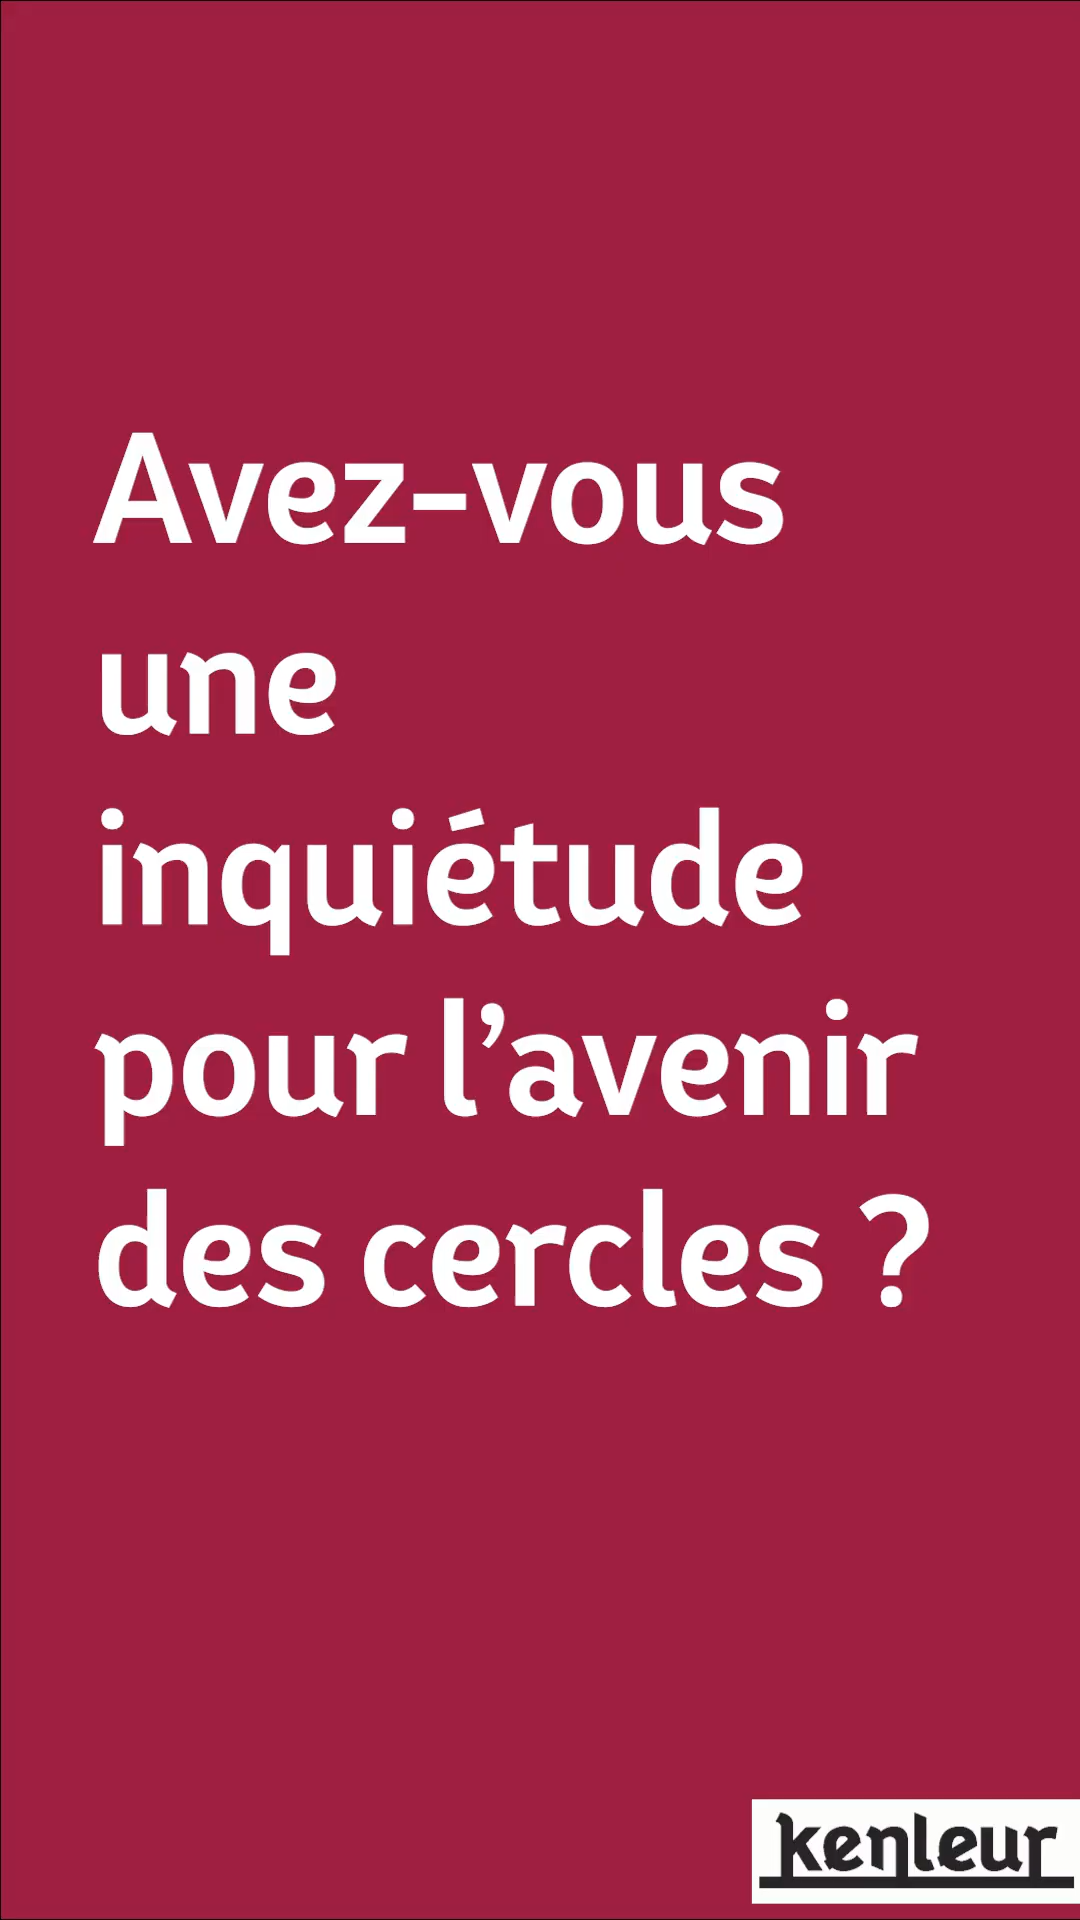 Avez-vous
une
inquiétude
pour l’avenir
des cercles ?
kenleur